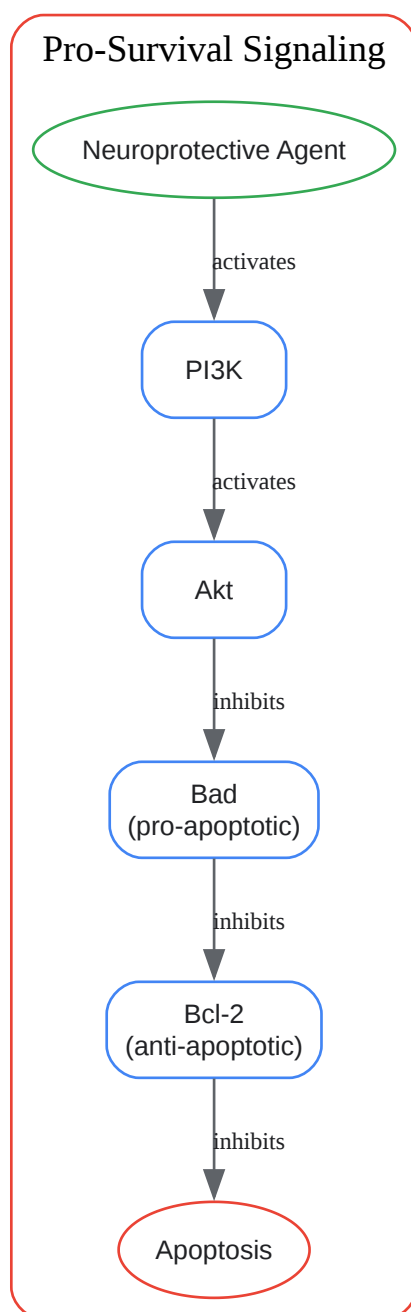 Pro-Survival Signaling
Neuroprotective Agent
activates
PI3K
activates
Akt
inhibits
Bad
(pro-apoptotic)
inhibits
Bcl-2
(anti-apoptotic)
inhibits
Apoptosis